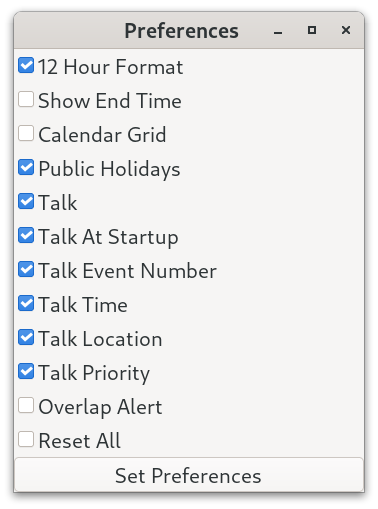 Preferences
12 Hour Format
Show End Time
Calendar Grid
Public Holidays
Talk
Talk At Startup
Talk Event Number
Talk Time
Talk Location
Talk Priority
Overlap Alert
Reset All
Set Preferences